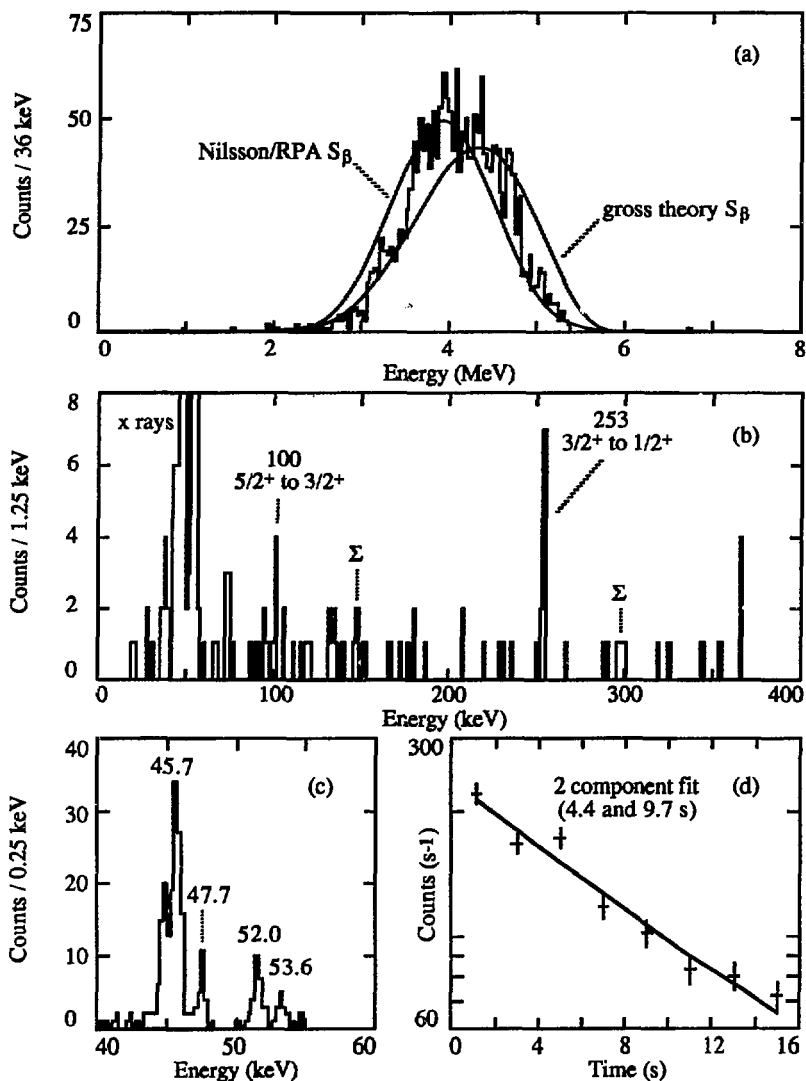 75
50
25
0
Counts / 36 keV
(a)
Nilsson/RPA Sβ
gross theory Sβ
0 2 4 6 8
Energy (MeV)
8
6
4
2
0
Counts / 1.25 keV
x rays
(b)
100
5/2+ to 3/2+
253
3/2+ to 1/2+
Σ
Σ
0 100 200 300 400
Energy (keV)
40
30
20
10
0
Counts / 0.25 keV
45.7
(c)
47.7
52.0
53.6
40 50 60
Energy (keV)
300
60
Counts (s-1)
2 component fit
(4.4 and 9.7 s)
(d)
0 4 8 12 16
Time (s)